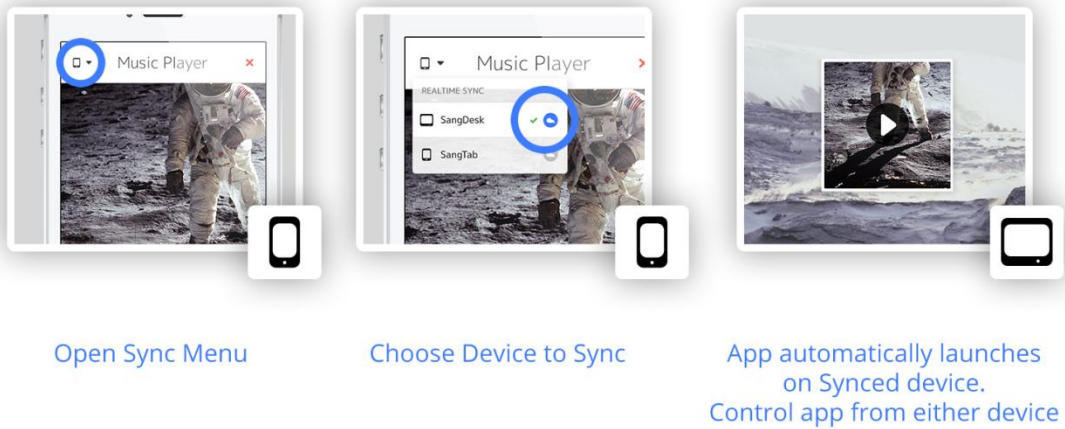 Music Player
Music Player
REALTIME SYNC
SangDesk
SangTab
Open Sync Menu
Choose Device to Sync
App automatically launches
on Synced device.
Control app from either device